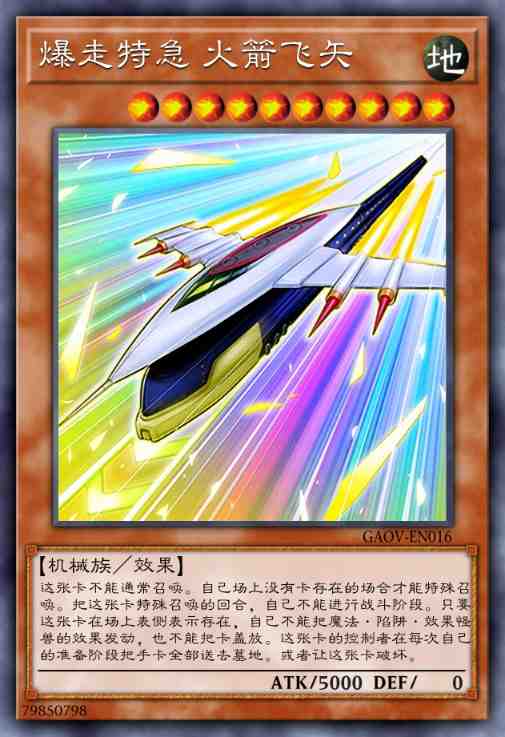 爆走特急 火箭飞矢
地
GAOV-EN016
【机械族／效果】
这张卡不能通常召唤。自己场上没有卡存在的场合才能特殊召
唤。把这张卡特殊召唤的回合，自己不能进行战斗阶段。只要
这张卡在场上表侧表示存在，自己不能把魔法·陷阱·效果怪
兽的效果发动，也不能把卡盖放。这张卡的控制者在每次自己
的准备阶段把手卡全部送去墓地。或者让这张卡破坏。
ATK/5000 DEF/ 0
79850798